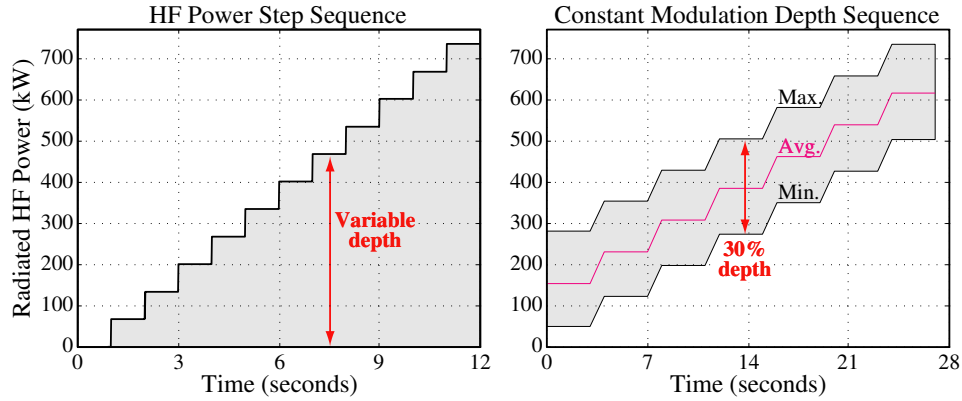 HF Power Step Sequence
Radiated HF Power (kW)
700
600
500
400
300
200
100
0
Variable
depth
0 3 6 9 12
Time (seconds)
Constant Modulation Depth Sequence
700
600
500
400
300
200
100
0
Max.
Avg.
Min.
30%
depth
0 7 14 21 28
Time (seconds)